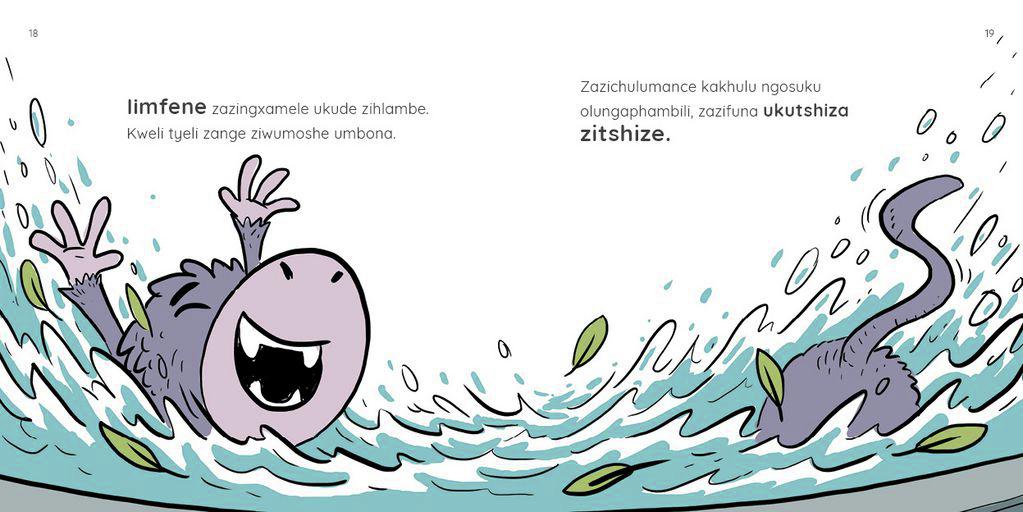 18
Iimfene zazingxamele ukude zihlambe.
Kweli tyeli zange ziwumoshe umbona.
Zazichulumance kakhulu ngosuku
olungaphambili, zazifuna ukutshiza
zitshize.
19